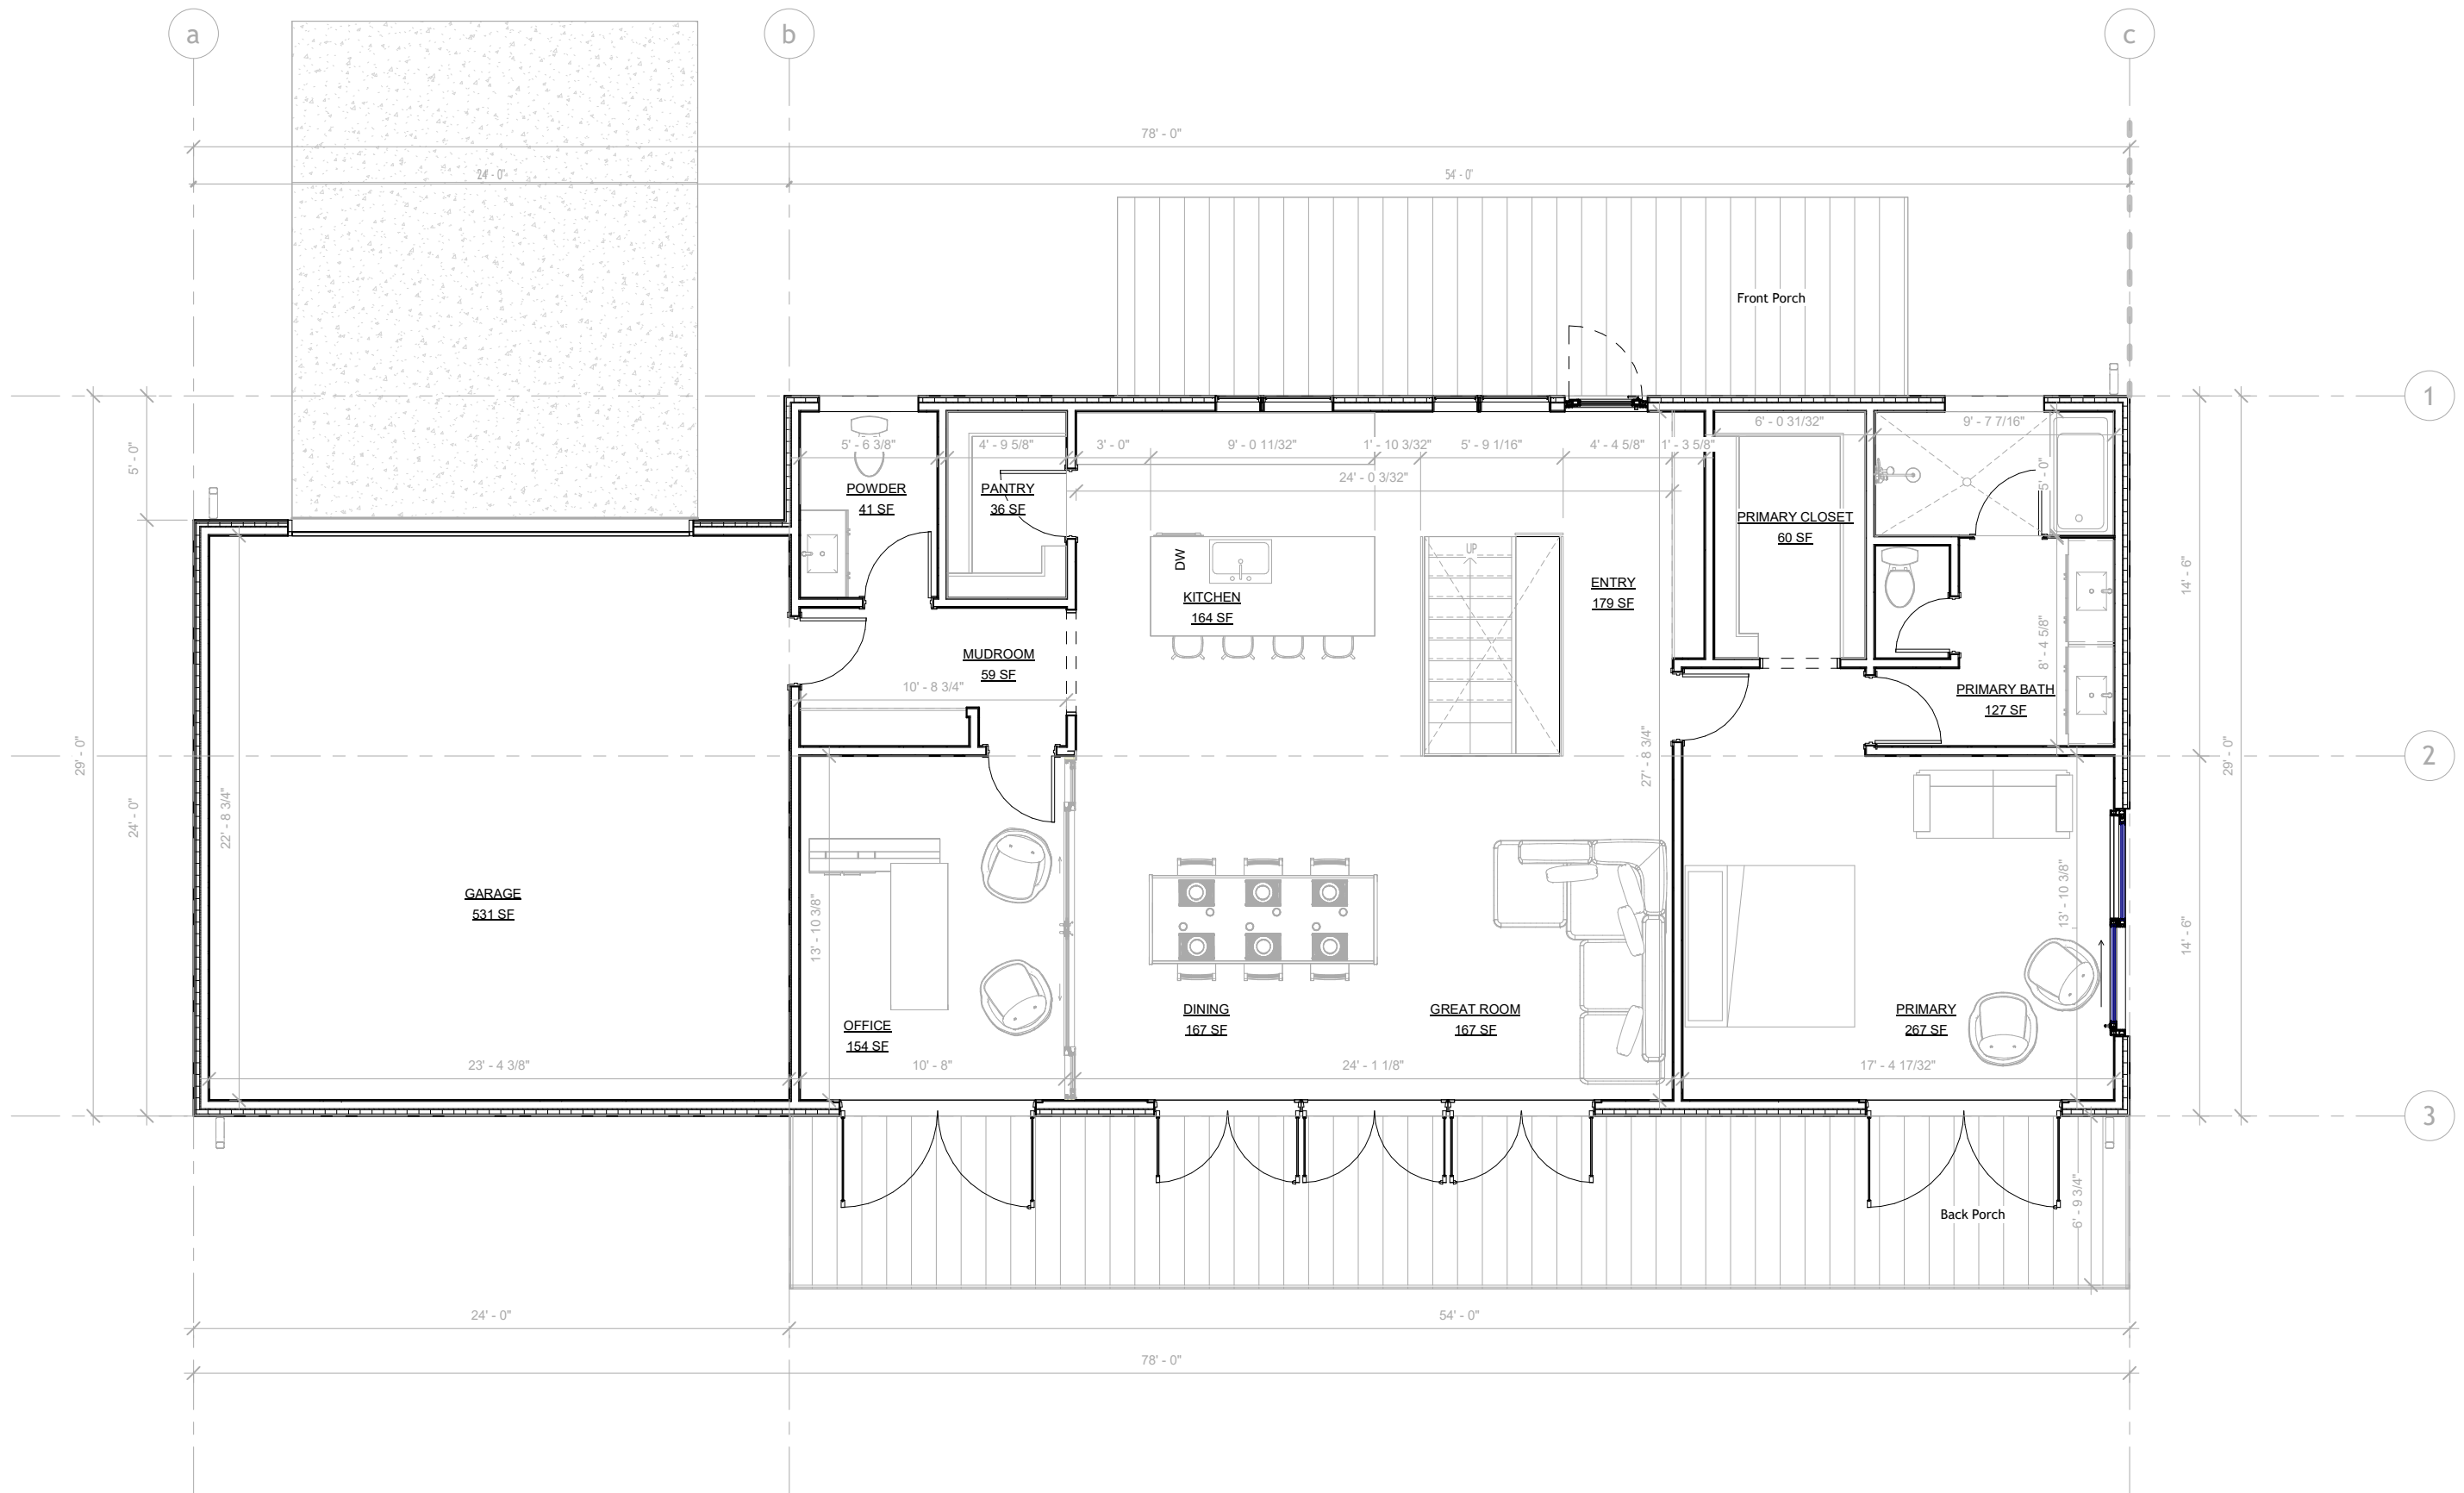 a
b
c
78' - 0"
24' - 0"
54' - 0"
Front Porch
1
5' - 0"
5' - 6 3/8"
4' - 9 5/8"
3' - 0"
9' - 0 11/32"
1' - 10 3/32"
5' - 9 1/16"
4' - 4 5/8"
1' - 3 5/8"
6' - 0 31/32"
9' - 7 7/16"
24' - 0 3/32"
5' - 0"
POWDER
41 SF
PANTRY
36 SF
PRIMARY CLOSET
60 SF
UP
DW
KITCHEN
164 SF
ENTRY
179 SF
14' - 6"
8' - 4 5/8"
MUDROOM
59 SF
10' - 8 3/4"
PRIMARY BATH
127 SF
2
29' - 0"
24' - 0"
22' - 8 3/4"
27' - 8 3/4"
29' - 0"
GARAGE
531 SF
13' - 10 3/8"
13' - 10 3/8"
14' - 6"
OFFICE
154 SF
DINING
167 SF
GREAT ROOM
167 SF
PRIMARY
267 SF
23' - 4 3/8"
10' - 8"
24' - 1 1/8"
17' - 4 17/32"
3
6' - 9 3/4"
Back Porch
24' - 0"
54' - 0"
78' - 0"